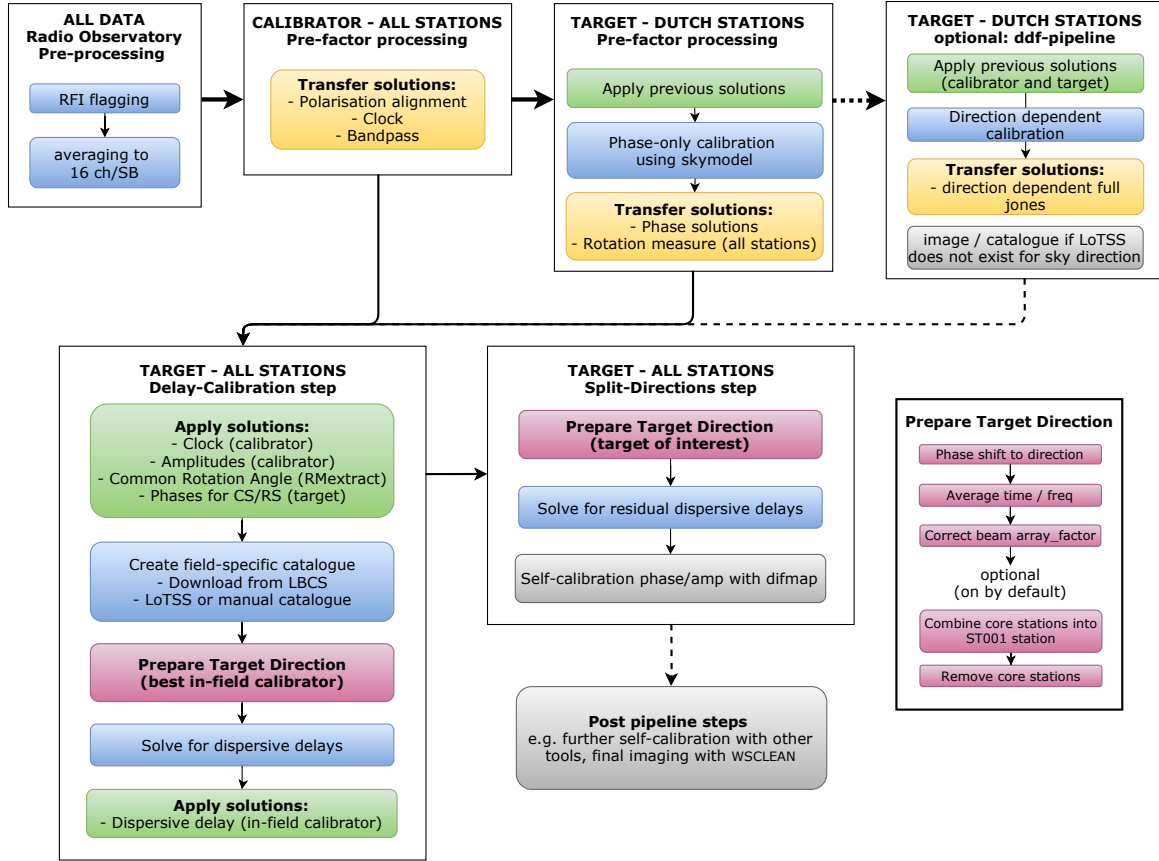 ALL DATA
Radio Observatory
Pre-processing
RFI flagging
averaging to
16 ch/SB
CALIBRATOR - ALL STATIONS
Pre-factor processing
Transfer solutions:
- Polarisation alignment
- Clock
- Bandpass
TARGET - DUTCH STATIONS
Pre-factor processing
Apply previous solutions
Phase-only calibration
using skymodel
Transfer solutions:
- Phase solutions
- Rotation measure (all stations)
TARGET - DUTCH STATIONS
optional: ddf-pipeline
Apply previous solutions
(calibrator and target)
Direction dependent
calibration
Transfer solutions:
- direction dependent full
jones
image / catalogue if LoTSS
does not exist for sky direction
TARGET - ALL STATIONS
Delay-Calibration step
Apply solutions:
- Clock (calibrator)
- Amplitudes (calibrator)
- Common Rotation Angle (RMextract)
- Phases for CS/RS (target)
Create field-specific catalogue
- Download from LBCS
- LoTSS or manual catalogue
Prepare Target Direction
(best in-field calibrator)
Solve for dispersive delays
Apply solutions:
- Dispersive delay (in-field calibrator)
TARGET - ALL STATIONS
Split-Directions step
Prepare Target Direction
(target of interest)
Solve for residual dispersive delays
Self-calibration phase/amp with difmap
Post pipeline steps
e.g. further self-calibration with other
tools, final imaging with WSCLEAN
Prepare Target Direction
Phase shift to direction
Average time / freq
Correct beam array_factor
optional
(on by default)
Combine core stations into
ST001 station
Remove core stations